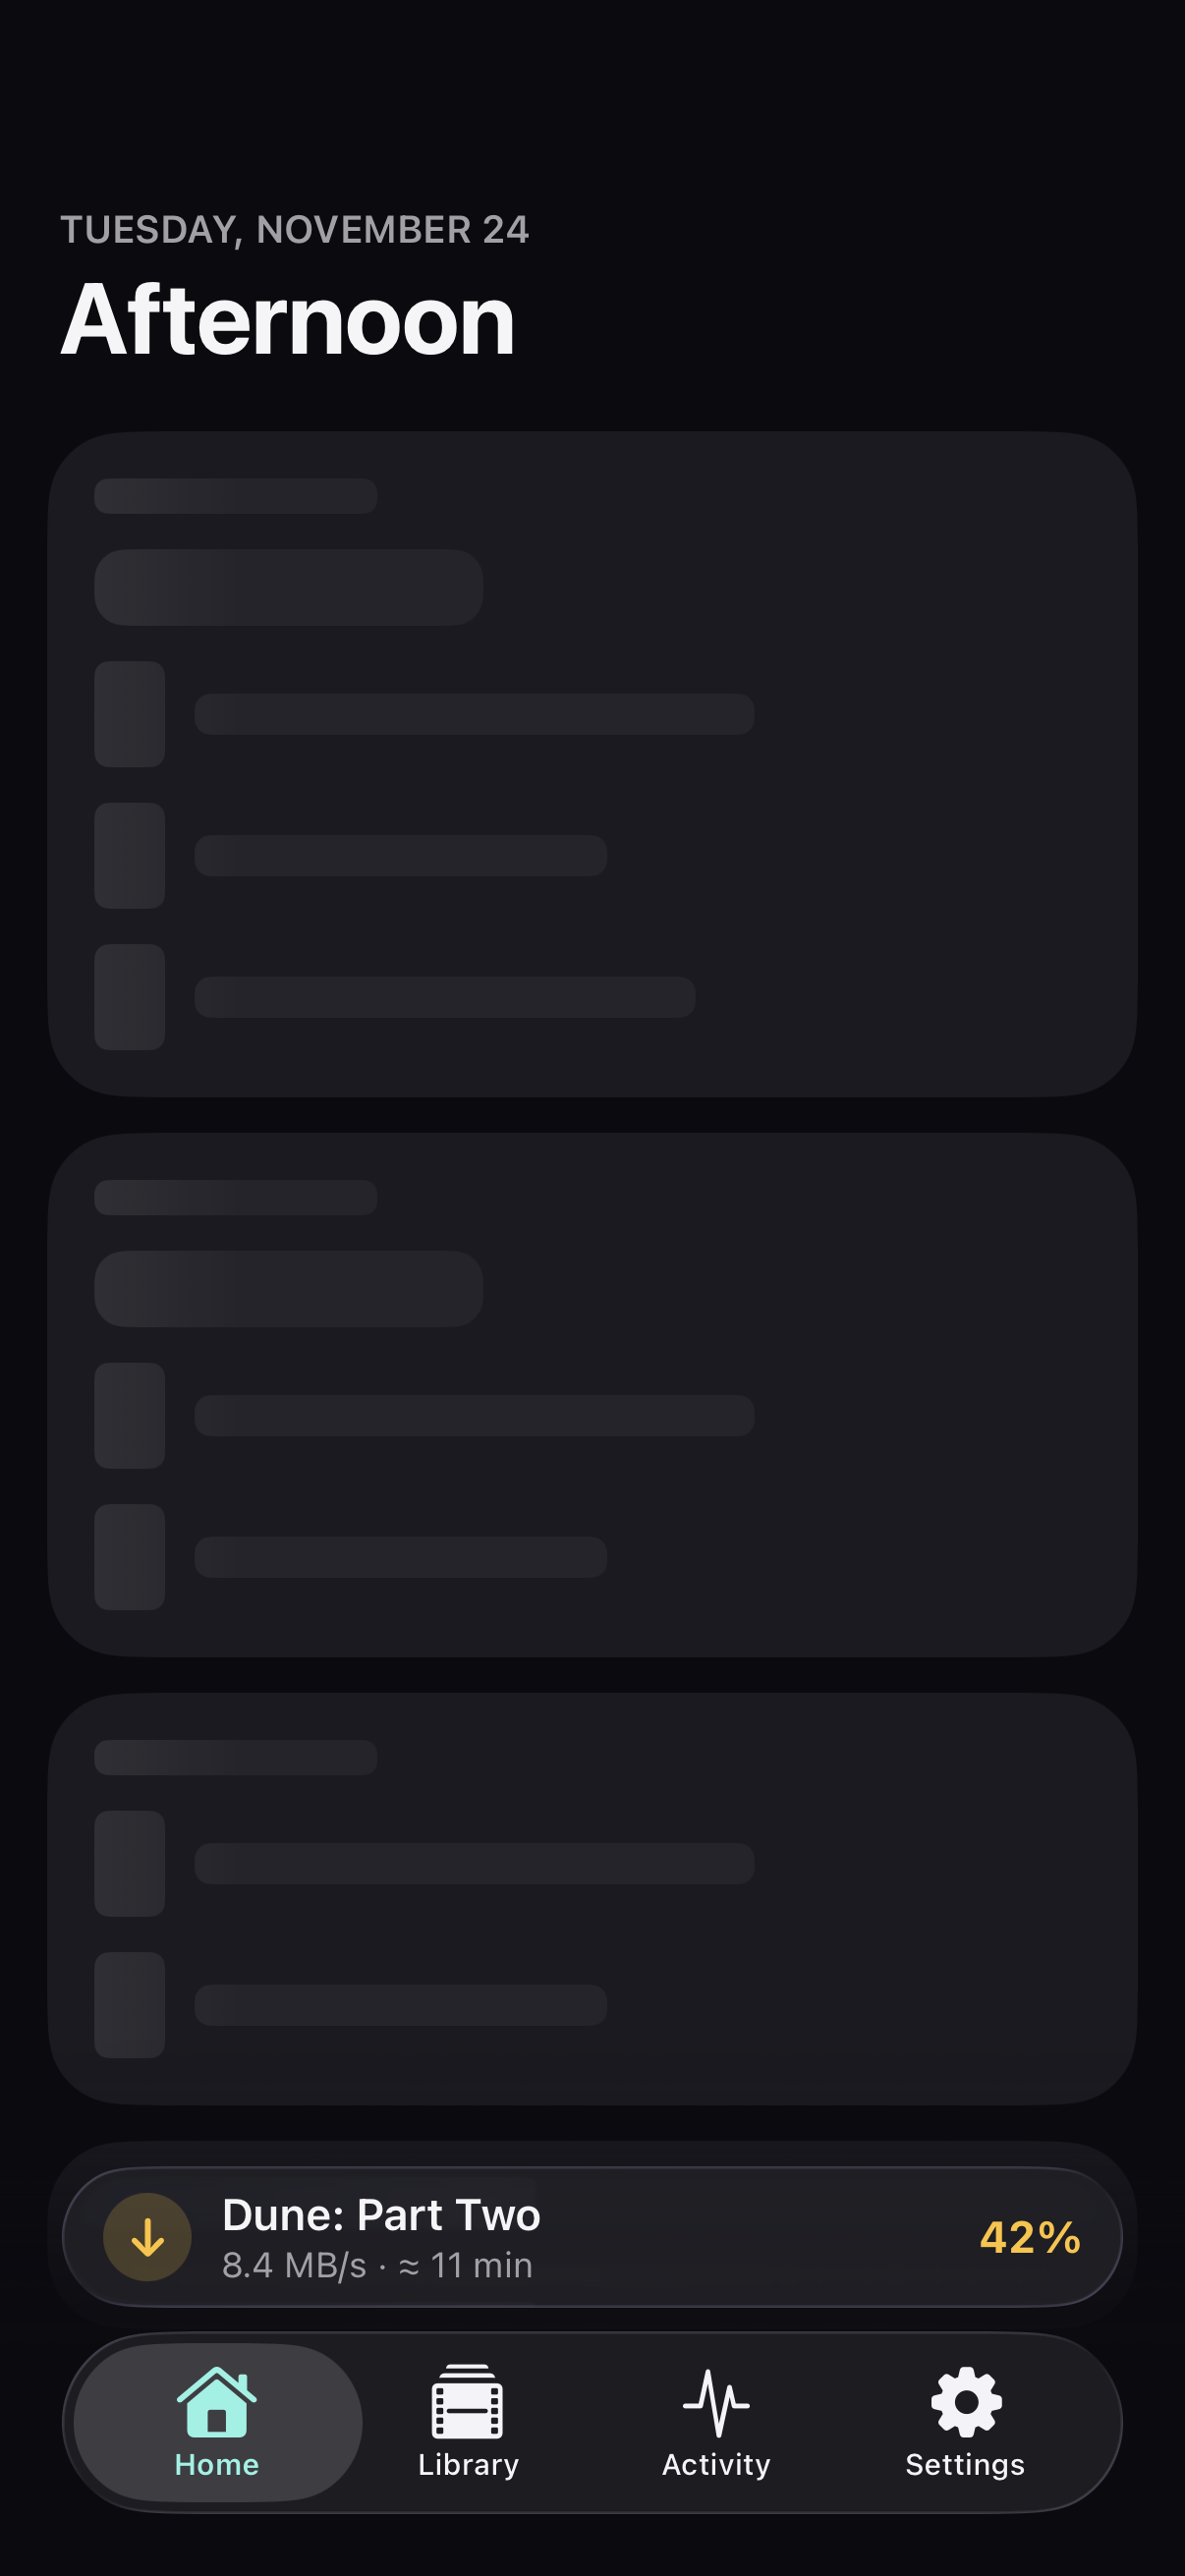 TUESDAY, NOVEMBER 24
Afternoon
Dune: Part Two
8.4 MB/s · ≈ 11 min
42%
Home
Library
Activity
Settings